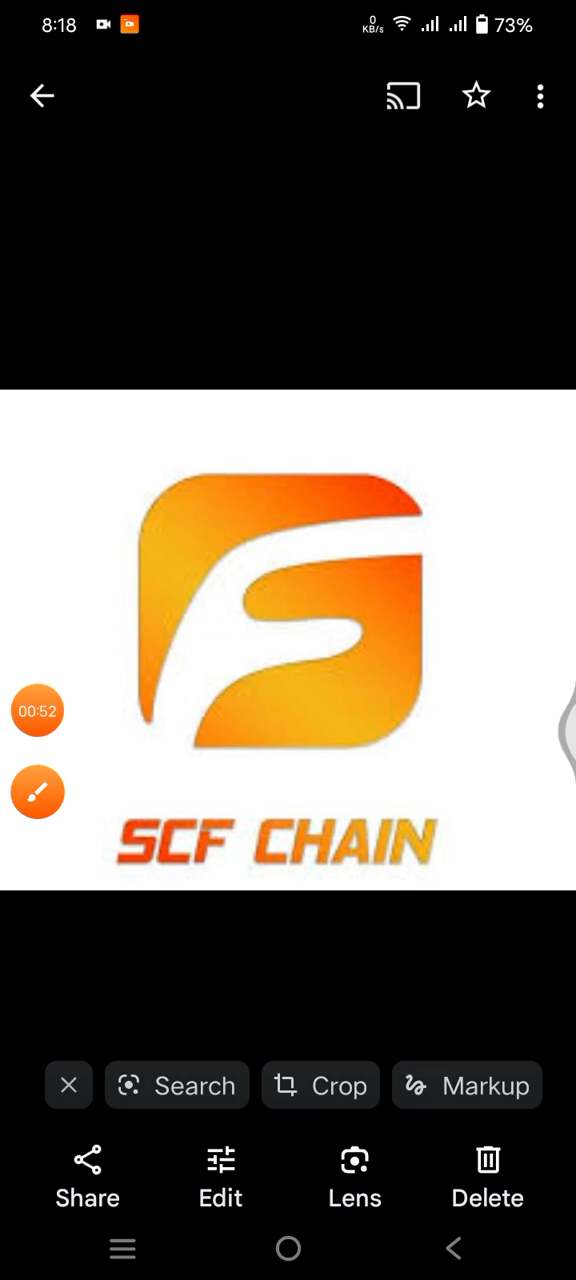 8:18
0
KB/s
73%
SCF CHAIN
00:52
Search
Crop
Markup
Share
Edit
Lens
Delete